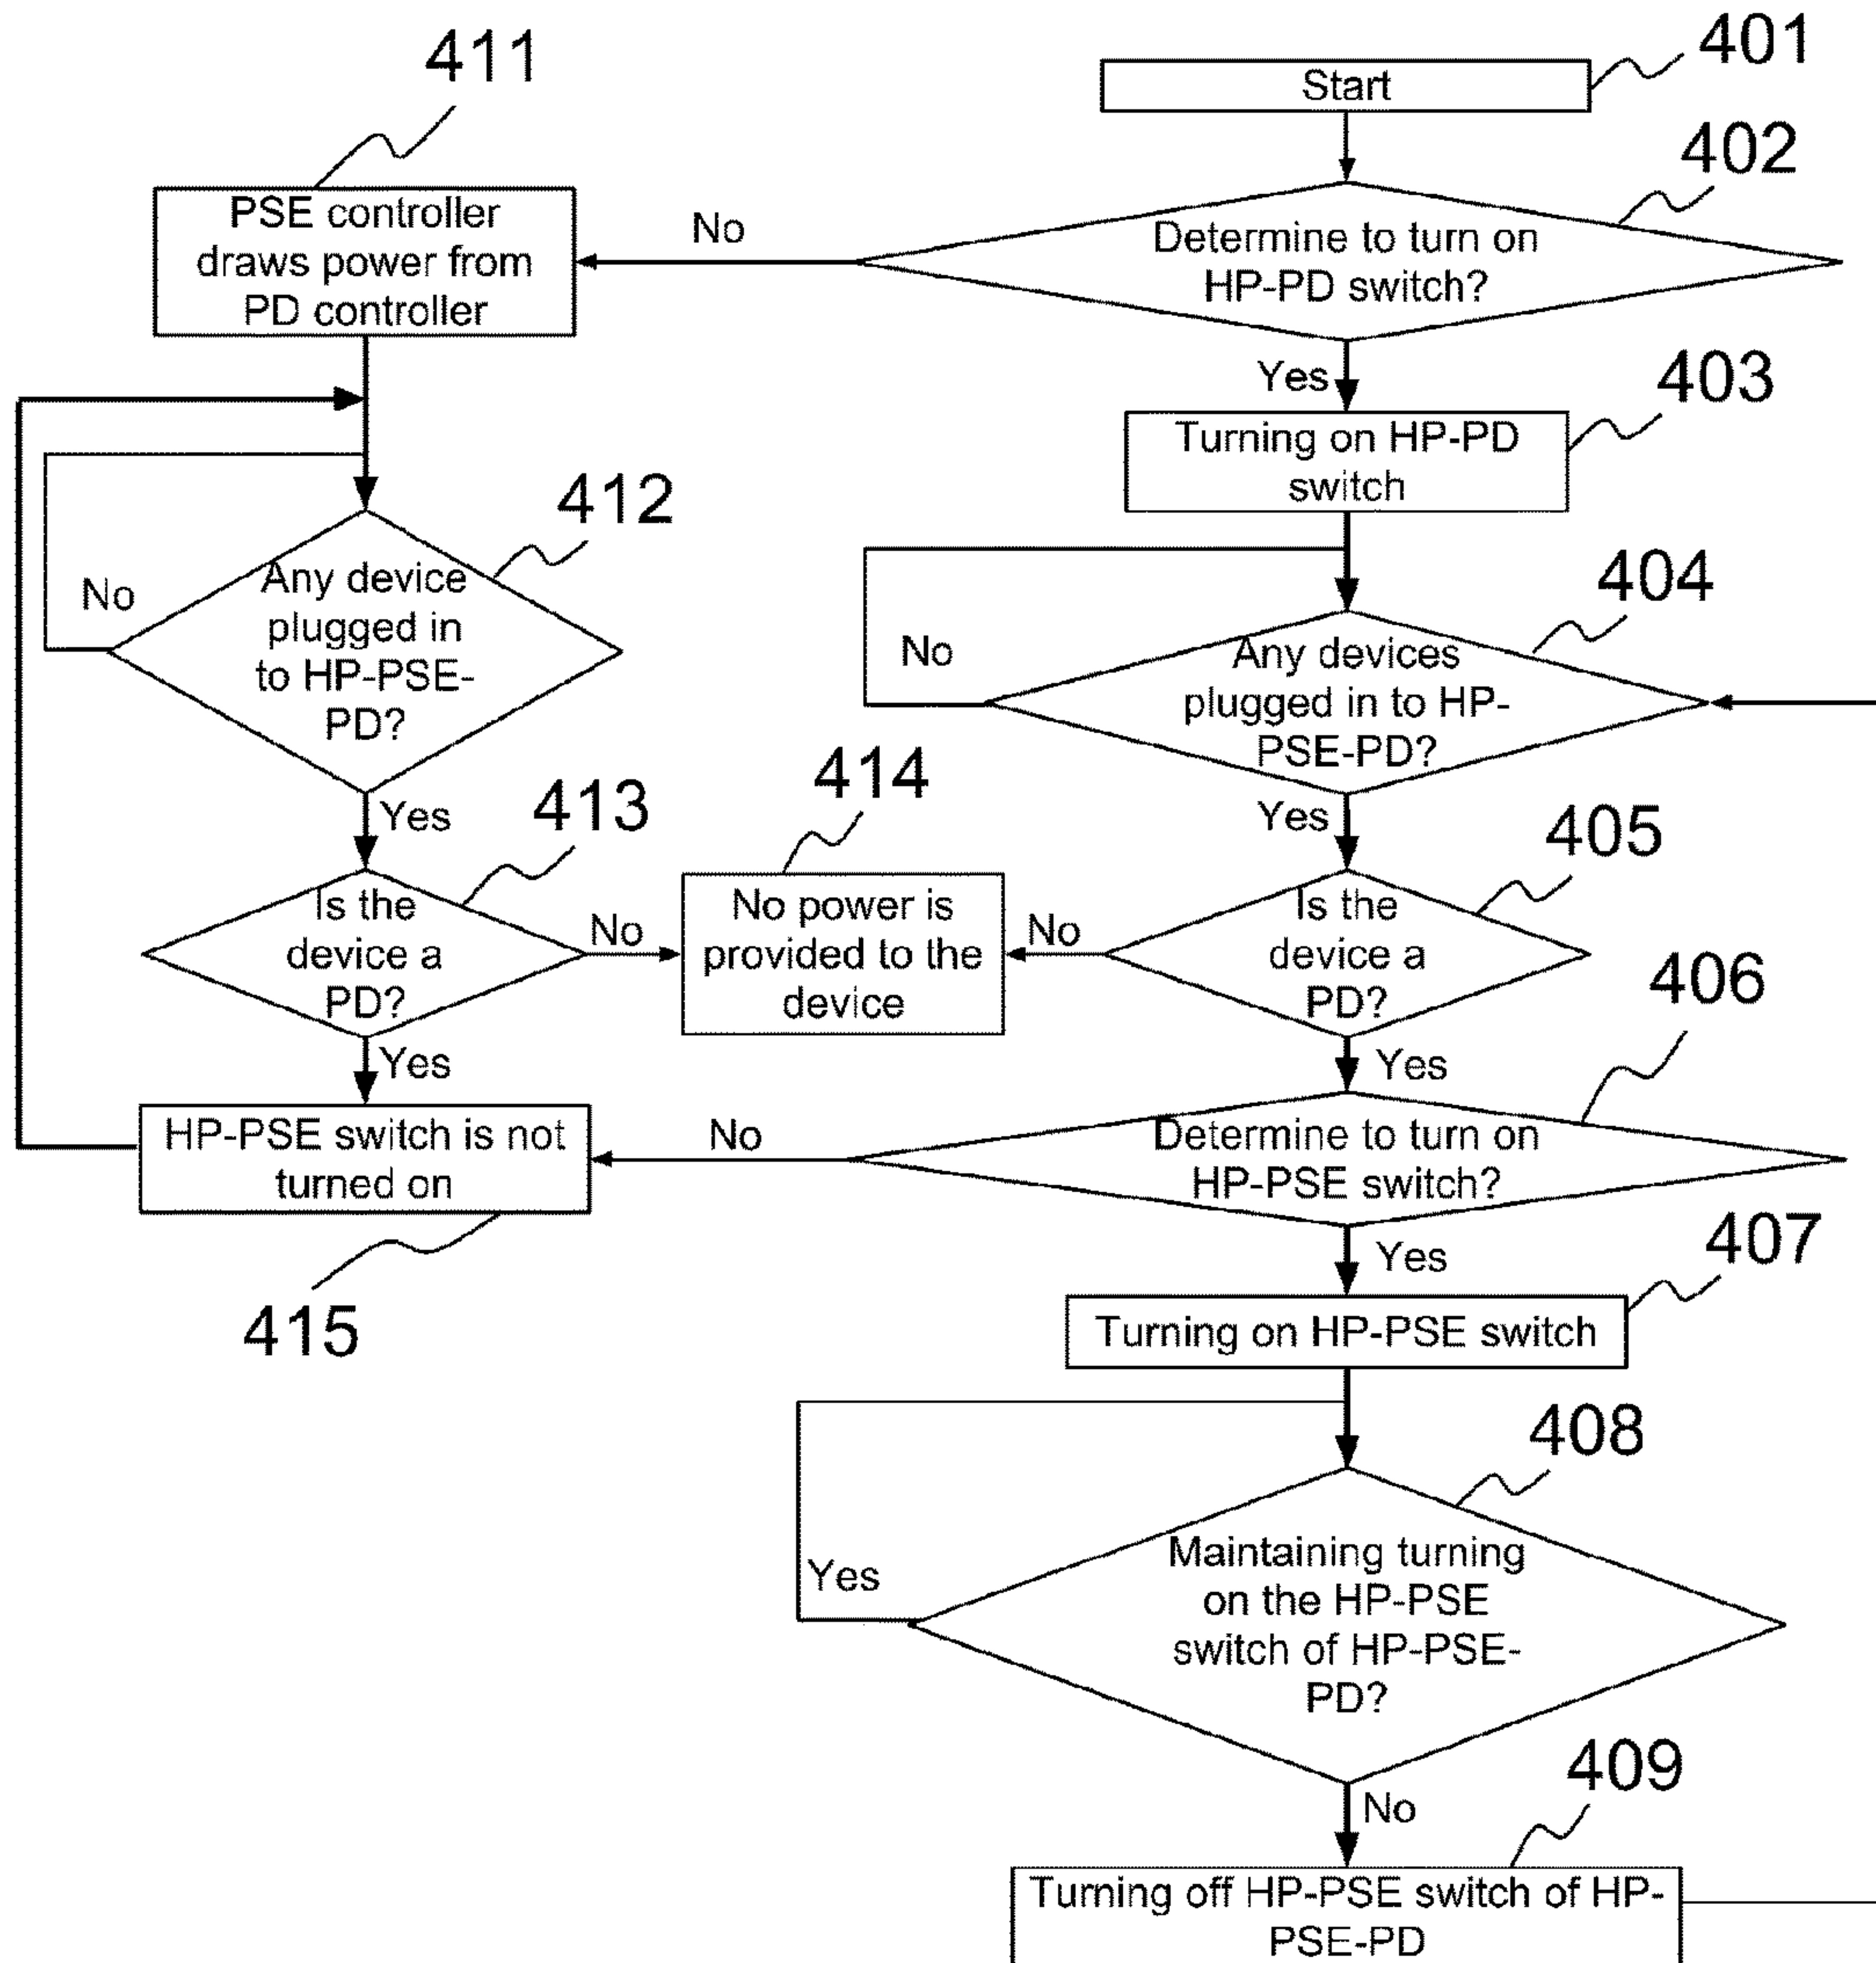 401
Start
402
Determine to turn on
HP-PD switch?
No
Yes
411
PSE controller
draws power from
PD controller
403
Turning on HP-PD
switch
412
Any device
plugged in
to HP-PSE-
PD?
No
Yes
404
Any devices
plugged in to HP-
PSE-PD?
No
Yes
413
Is the
device a
PD?
No
Yes
414
No power is
provided to the
device
405
Is the
device a
PD?
No
Yes
406
Determine to turn on
HP-PSE switch?
No
Yes
HP-PSE switch is not
turned on
415
407
Turning on HP-PSE switch
408
Maintaining turning
on the HP-PSE
switch of HP-PSE-
PD?
Yes
No
409
Turning off HP-PSE switch of HP-
PSE-PD